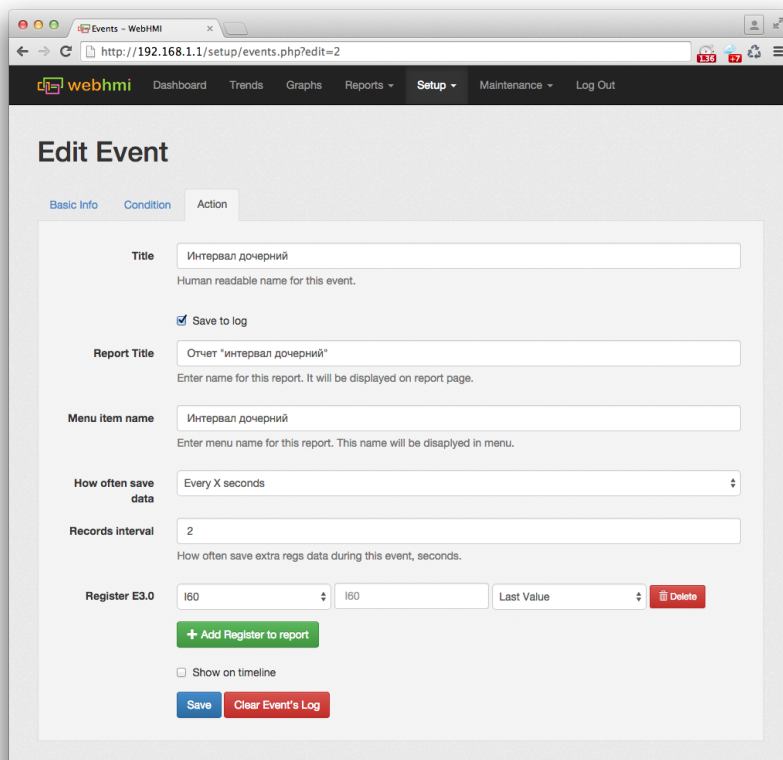 Events – WebHMI
http://192.168.1.1/setup/events.php?edit=2
1.36
+7
webhmi
Dashboard
Trends
Graphs
Reports
Setup
Maintenance
Log Out
Edit Event
Basic Info
Condition
Action
Title
Интервал дочерний
Human readable name for this event.
Save to log
Report Title
Отчет "интервал дочерний"
Enter name for this report. It will be displayed on report page.
Menu item name
Интервал дочерний
Enter menu name for this report. This name will be disaplyed in menu.
How often save
data
Every X seconds
Records interval
2
How often save extra regs data during this event, seconds.
Register E3.0
I60
I60
Last Value
Delete
Add Register to report
Show on timeline
Save
Clear Event's Log